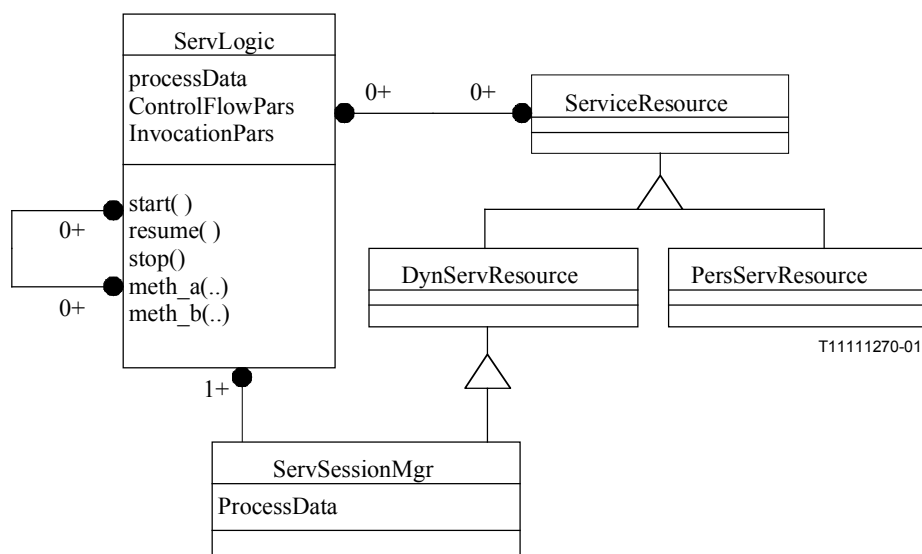 ServLogic
processData
ControlFlowPars
InvocationPars
0+
0+
ServiceResource
start( )
resume( )
stop()
meth_a(..)
meth_b(..)
0+
0+
DynServResource
PersServResource
T11111270-01
1+
ServSessionMgr
ProcessData